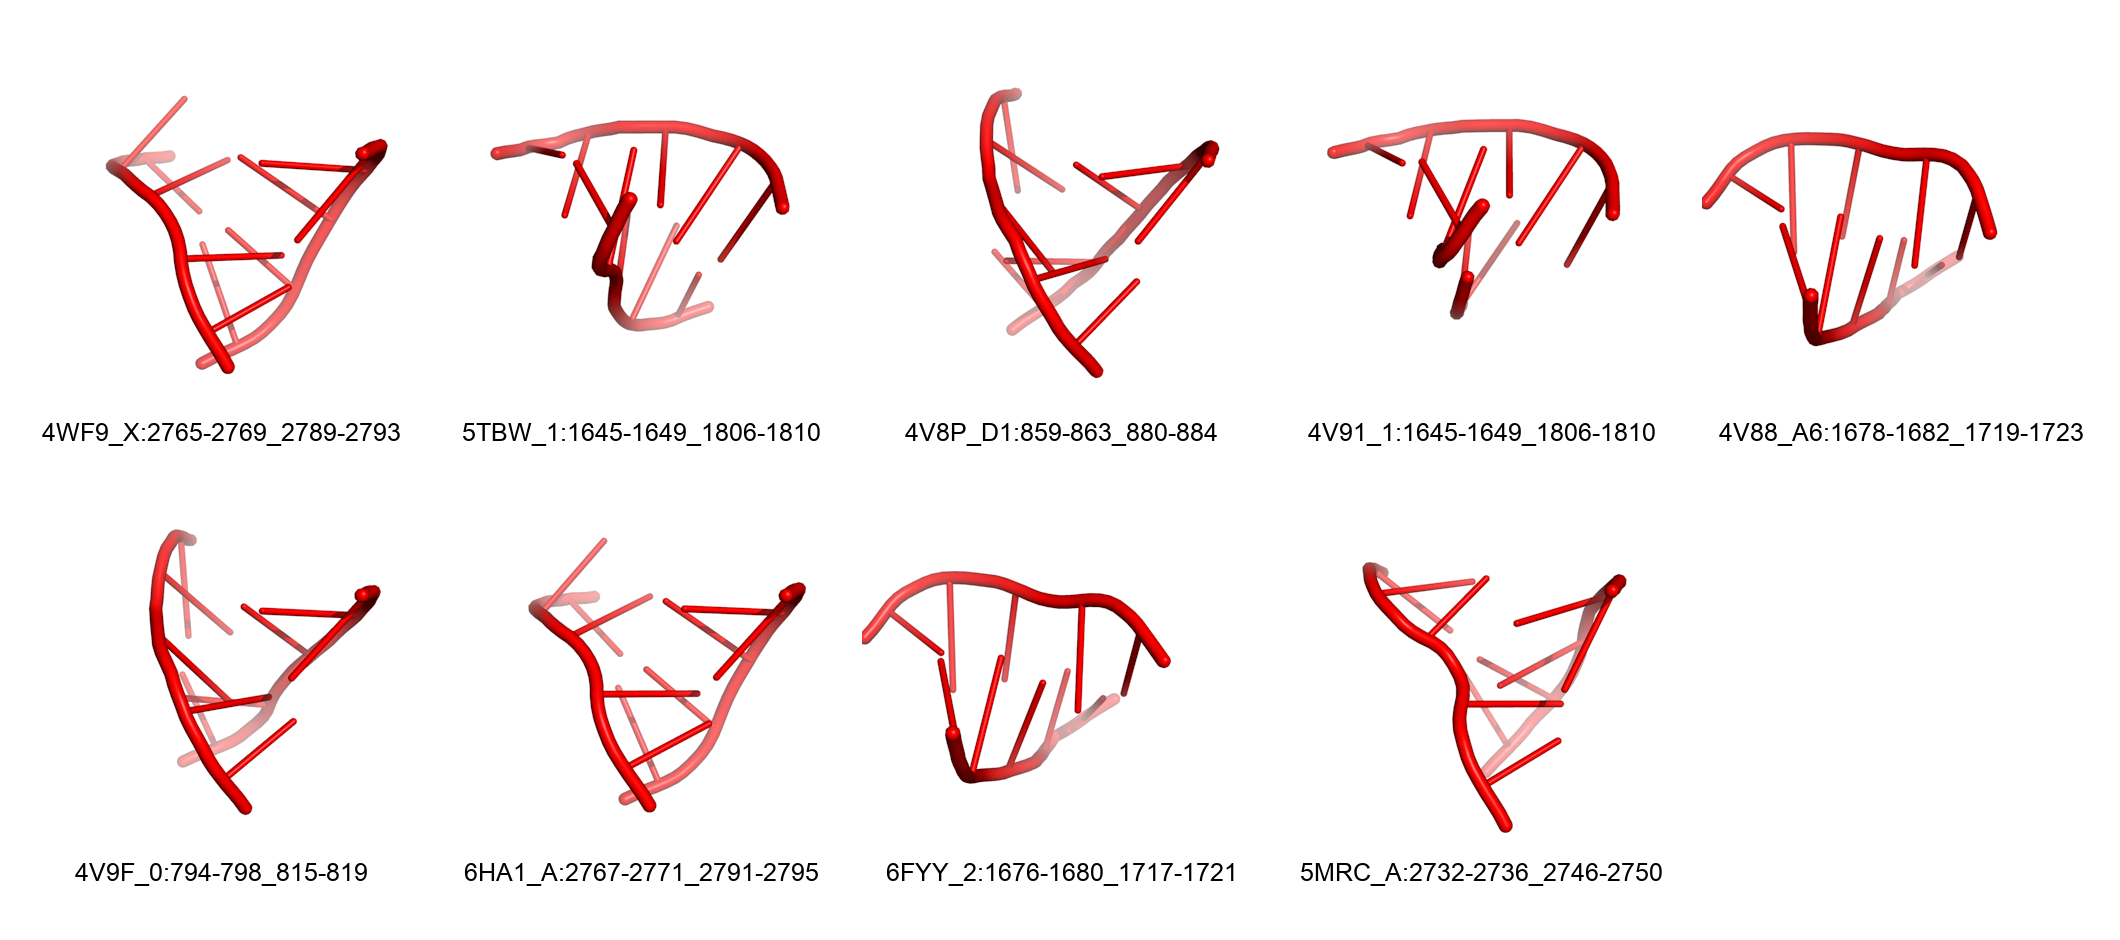 4WF9_X:2765-2769_2789-2793
5TBW_1:1645-1649_1806-1810
4V8P_D1:859-863_880-884
4V91_1:1645-1649_1806-1810
4V88_A6:1678-1682_1719-1723
4V9F_0:794-798_815-819
6HA1_A:2767-2771_2791-2795
6FYY_2:1676-1680_1717-1721
5MRC_A:2732-2736_2746-2750